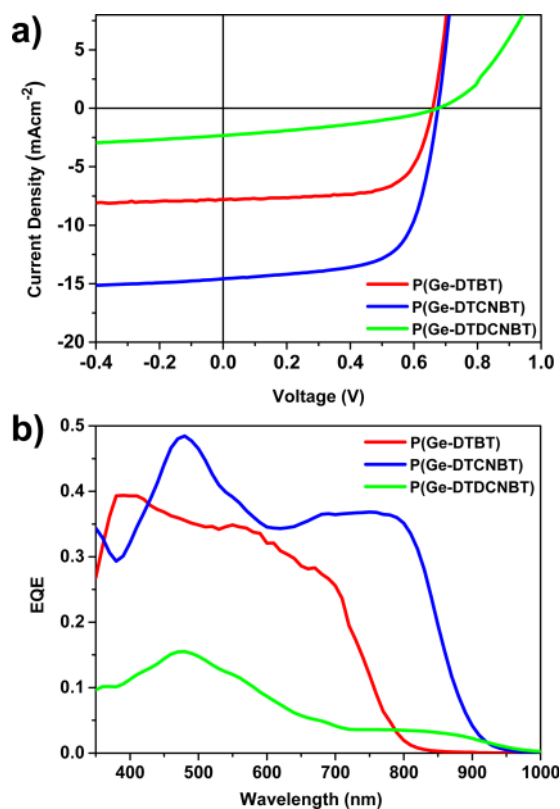 a)
5
0
-5
-10
-15
-20
Current Density (mAcm-2)
P(Ge-DTBT)
P(Ge-DTCNBT)
P(Ge-DTDCNBT)
-0.4 -0.2 0.0 0.2 0.4 0.6 0.8 1.0
Voltage (V)
b)
0.5
0.4
0.3
0.2
0.1
0.0
EQE
P(Ge-DTBT)
P(Ge-DTCNBT)
P(Ge-DTDCNBT)
400 500 600 700 800 900 1000
Wavelength (nm)